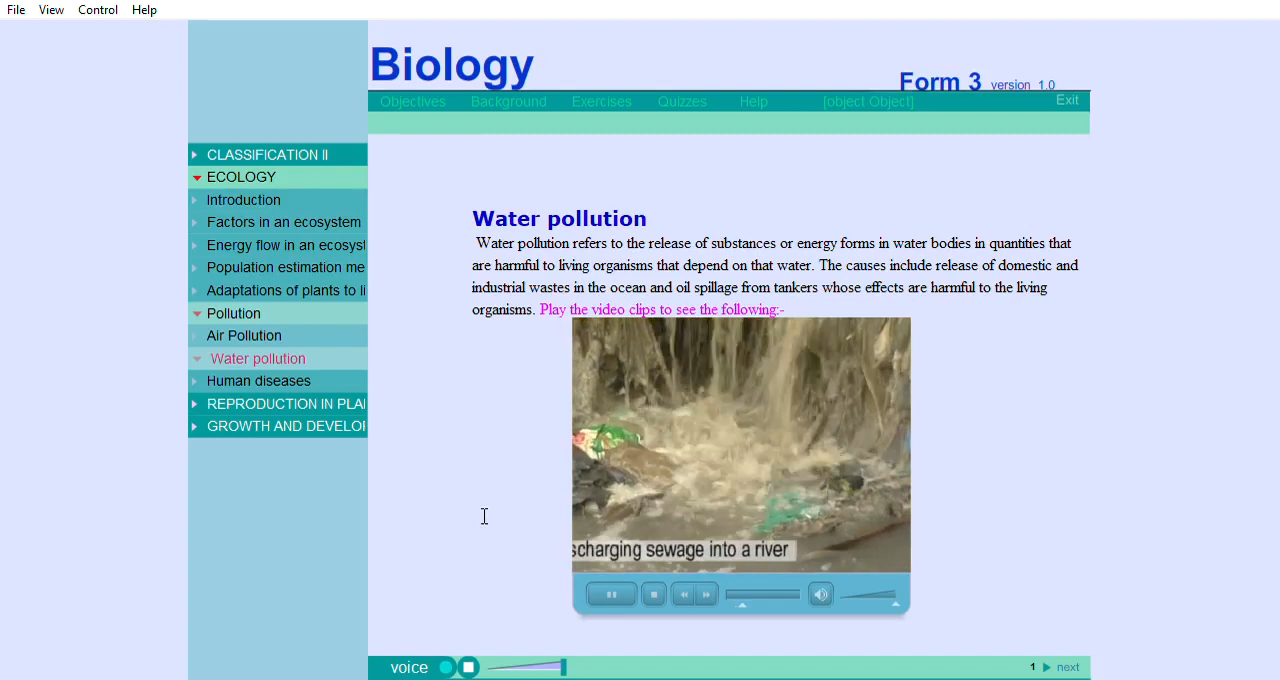 File View Control Help
Biology
Form 3 version 1.0
Objectives Background Exercises Quizzes Help [object Object] Exit
CLASSIFICATION II
ECOLOGY
Introduction
Factors in an ecosystem
Energy flow in an ecosyst
Population estimation me
Adaptations of plants to li
Pollution
Air Pollution
Water pollution
Human diseases
REPRODUCTION IN PLA
GROWTH AND DEVELO
Water pollution
Water pollution refers to the release of substances or energy forms in water bodies in quantities that
are harmful to living organisms that depend on that water. The causes include release of domestic and
industrial wastes in the ocean and oil spillage from tankers whose effects are harmful to the living
organisms. Play the video clips to see the following:-
scharging sewage into a river
voice
1 next